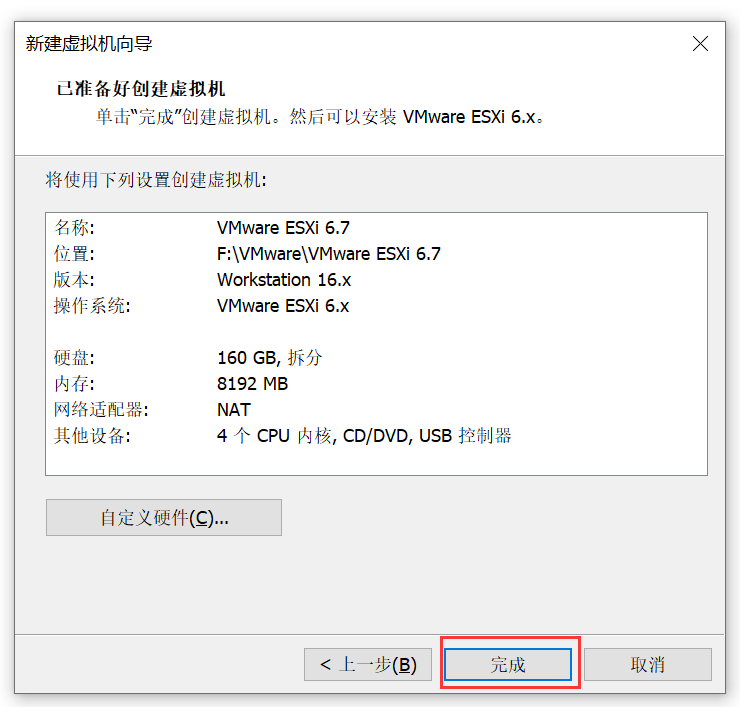 新建虚拟机向导
已准备好创建虚拟机
单击“完成”创建虚拟机。然后可以安装 VMware ESXi 6.x。
将使用下列设置创建虚拟机:
名称: VMware ESXi 6.7
位置: F:\VMware\VMware ESXi 6.7
版本: Workstation 16.x
操作系统: VMware ESXi 6.x
硬盘: 160 GB, 拆分
内存: 8192 MB
网络适配器: NAT
其他设备: 4 个 CPU 内核, CD/DVD, USB 控制器
自定义硬件(C)...
< 上一步(B) 完成 取消